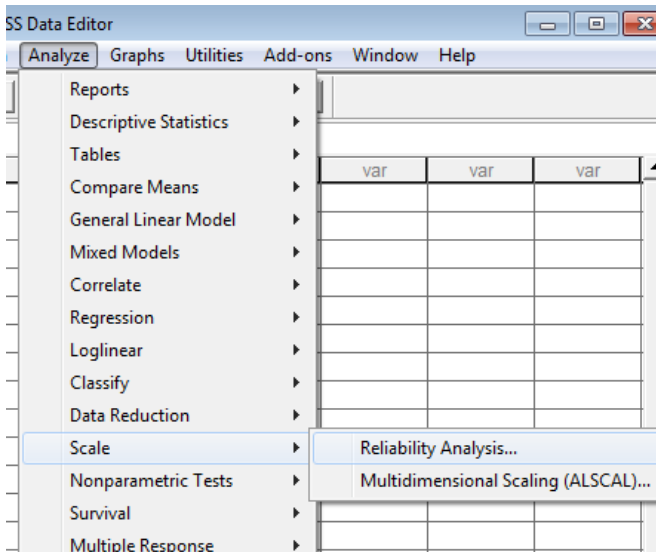 SS Data Editor
Analyze Graphs Utilities Add-ons Window Help
Reports
Descriptive Statistics
Tables
var var var
Compare Means
General Linear Model
Mixed Models
Correlate
Regression
Loglinear
Classify
Data Reduction
Scale
Reliability Analysis...
Nonparametric Tests
Multidimensional Scaling (ALSCAL)...
Survival
Multiple Response